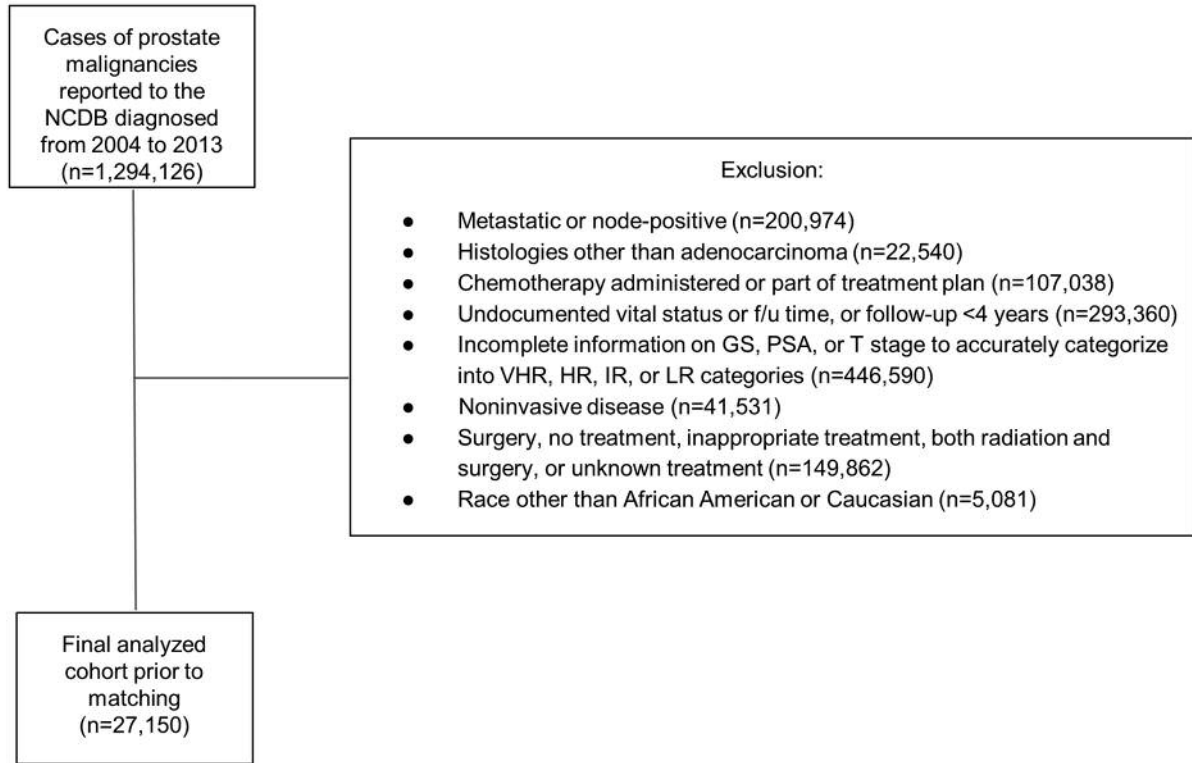 Cases of prostate
malignancies
reported to the
NCDB diagnosed
from 2004 to 2013
(n=1,294,126)
Exclusion:
● Metastatic or node-positive (n=200,974)
● Histologies other than adenocarcinoma (n=22,540)
● Chemotherapy administered or part of treatment plan (n=107,038)
● Undocumented vital status or f/u time, or follow-up <4 years (n=293,360)
● Incomplete information on GS, PSA, or T stage to accurately categorize
into VHR, HR, IR, or LR categories (n=446,590)
● Noninvasive disease (n=41,531)
● Surgery, no treatment, inappropriate treatment, both radiation and
surgery, or unknown treatment (n=149,862)
● Race other than African American or Caucasian (n=5,081)
Final analyzed
cohort prior to
matching
(n=27,150)